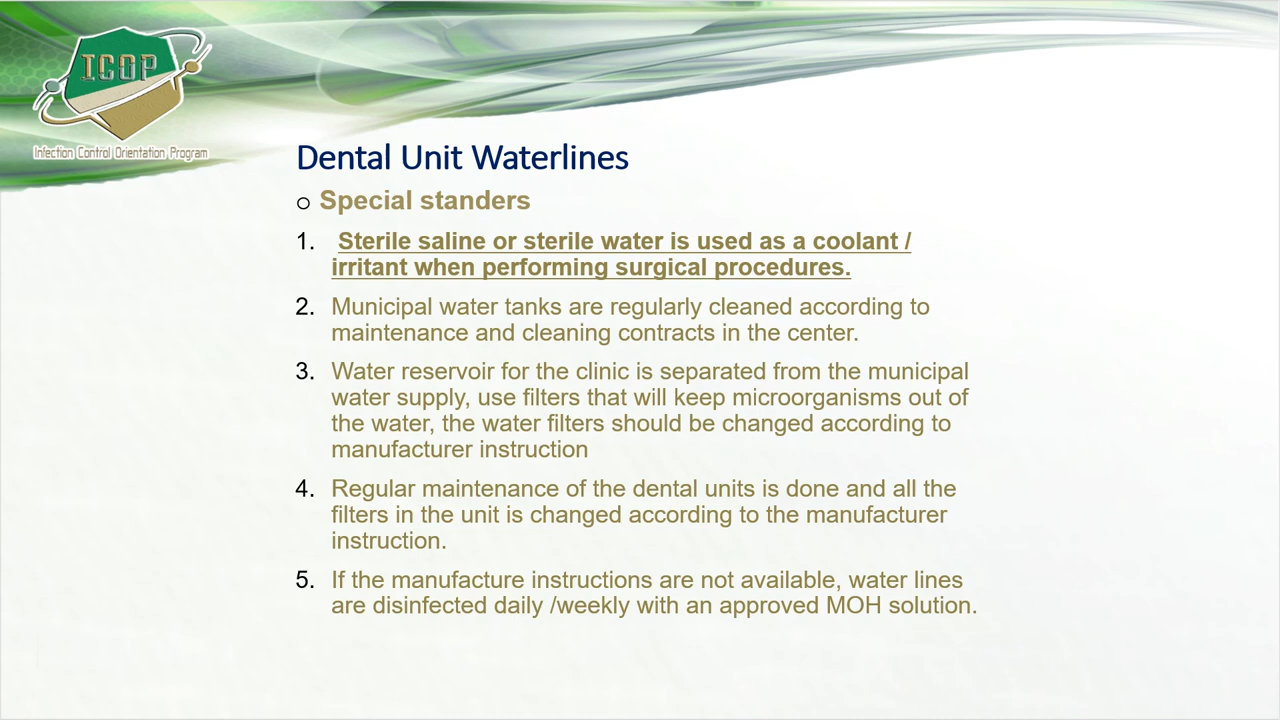 ICOP
Infection Control Orientation Program
Dental Unit Waterlines
o Special standers
1. Sterile saline or sterile water is used as a coolant /
irritant when performing surgical procedures.
2. Municipal water tanks are regularly cleaned according to
maintenance and cleaning contracts in the center.
3. Water reservoir for the clinic is separated from the municipal
water supply, use filters that will keep microorganisms out of
the water, the water filters should be changed according to
manufacturer instruction
4. Regular maintenance of the dental units is done and all the
filters in the unit is changed according to the manufacturer
instruction.
5. If the manufacture instructions are not available, water lines
are disinfected daily /weekly with an approved MOH solution.